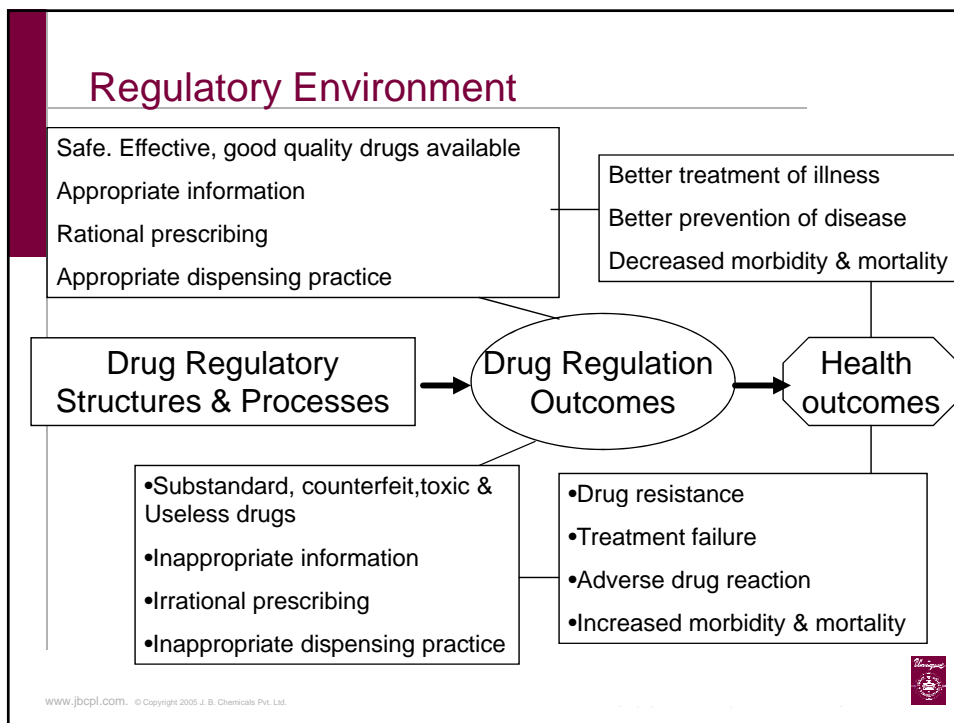 Regulatory Environment
Safe. Effective, good quality drugs available
Appropriate information
Rational prescribing
Appropriate dispensing practice
Better treatment of illness
Better prevention of disease
Decreased morbidity & mortality
Drug Regulatory
Structures & Processes
Drug Regulation
Outcomes
Health
outcomes
•Substandard, counterfeit,toxic &
Useless drugs
•Inappropriate information
•Irrational prescribing
•Inappropriate dispensing practice
•Drug resistance
•Treatment failure
•Adverse drug reaction
•Increased morbidity & mortality
www.jbcpl.com. © Copyright 2005 J. B. Chemicals Pvt. Ltd.
Unique